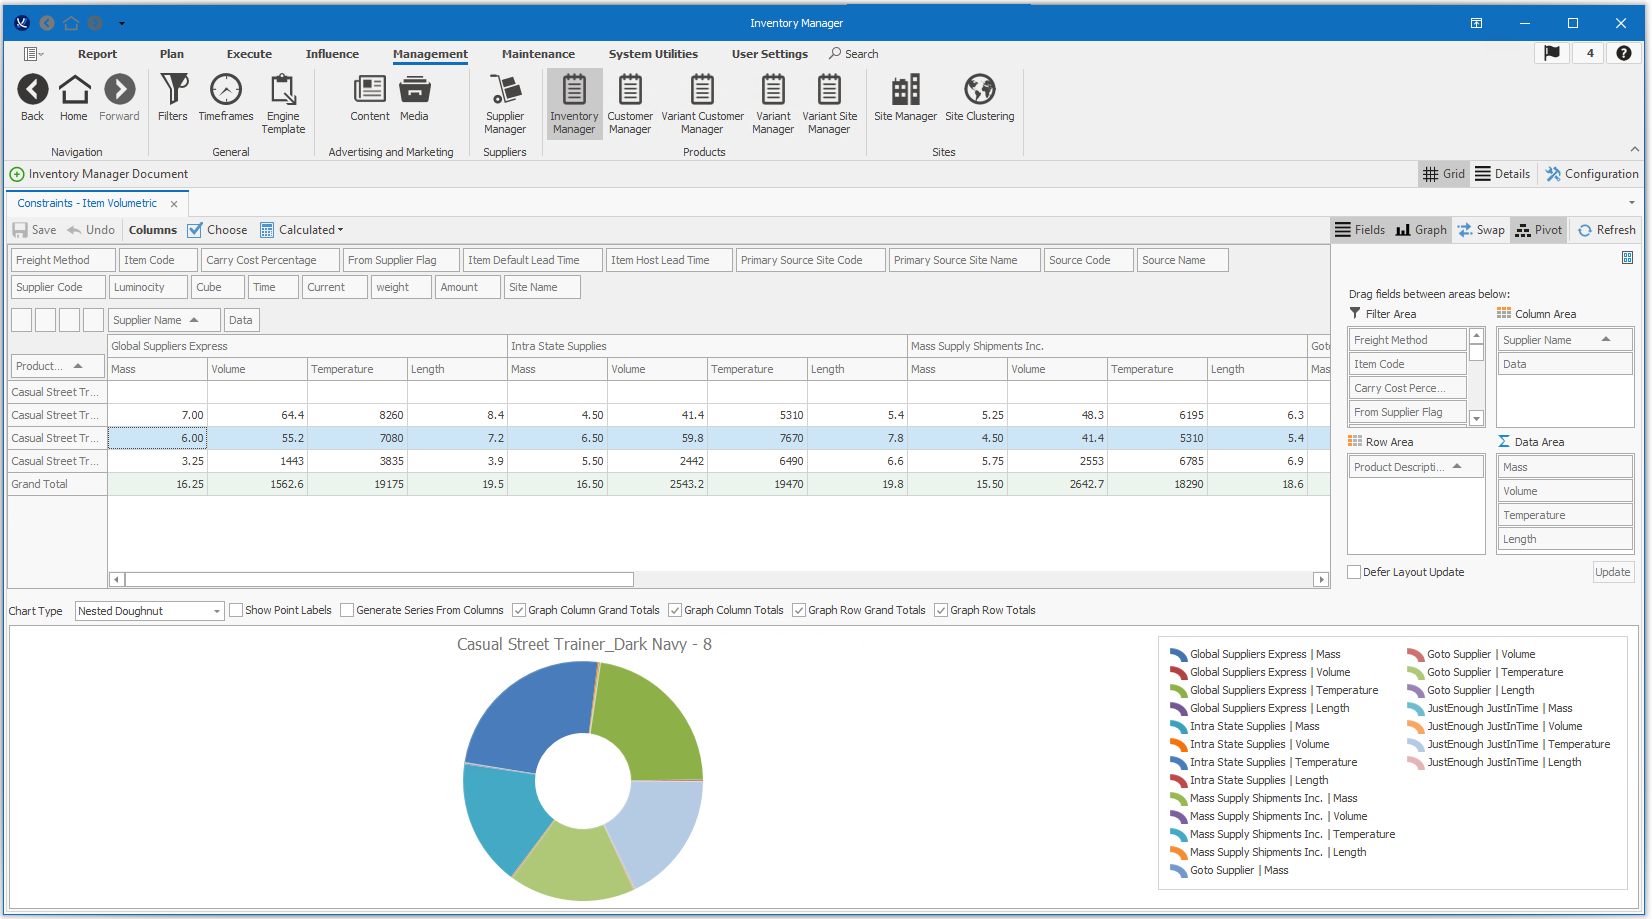 Inventory Manager
Report Plan Execute Influence Management Maintenance System Utilities User Settings Search 4
Back Home Forward Filters Timeframes Engine Template Content Media Supplier Manager Inventory Manager Customer Manager Variant Customer Manager Variant Manager Variant Site Manager Site Manager Site Clustering
Navigation General Advertising and Marketing Suppliers Products Sites
Inventory Manager Document Grid Details Configuration
Constraints - Item Volumetric
Save Undo Columns Choose Calculated Fields Graph Swap Pivot Refresh
Freight Method Item Code Carry Cost Percentage From Supplier Flag Item Default Lead Time Item Host Lead Time Primary Source Site Code Primary Source Site Name Source Code Source Name
Supplier Code Luminocity Cube Time Current weight Amount Site Name
Supplier Name Data
Global Suppliers Express Intra State Supplies Mass Supply Shipments Inc. Goto
Product... Mass Volume Temperature Length Mass Volume Temperature Length Mass Volume Temperature Length Mas
Casual Street Tr...
Casual Street Tr... 7.00 64.4 8260 8.4 4.50 41.4 5310 5.4 5.25 48.3 6195 6.3
Casual Street Tr... 6.00 55.2 7080 7.2 6.50 59.8 7670 7.8 4.50 41.4 5310 5.4
Casual Street Tr... 3.25 1443 3835 3.9 5.50 2442 6490 6.6 5.75 2553 6785 6.9
Grand Total 16.25 1562.6 19175 19.5 16.50 2543.2 19470 19.8 15.50 2642.7 18290 18.6
Drag fields between areas below:
Filter Area
Freight Method
Item Code
Carry Cost Perce...
From Supplier Flag
Column Area
Supplier Name
Data
Row Area
Product Descripti...
Data Area
Mass
Volume
Temperature
Length
Defer Layout Update Update
Chart Type Nested Doughnut Show Point Labels Generate Series From Columns Graph Column Grand Totals Graph Column Totals Graph Row Grand Totals Graph Row Totals
Casual Street Trainer_Dark Navy - 8
Global Suppliers Express | Mass
Global Suppliers Express | Volume
Global Suppliers Express | Temperature
Global Suppliers Express | Length
Intra State Supplies | Mass
Intra State Supplies | Volume
Intra State Supplies | Temperature
Intra State Supplies | Length
Mass Supply Shipments Inc. | Mass
Mass Supply Shipments Inc. | Volume
Mass Supply Shipments Inc. | Temperature
Mass Supply Shipments Inc. | Length
Goto Supplier | Mass
Goto Supplier | Volume
Goto Supplier | Temperature
Goto Supplier | Length
JustEnough JustInTime | Mass
JustEnough JustInTime | Volume
JustEnough JustInTime | Temperature
JustEnough JustInTime | Length